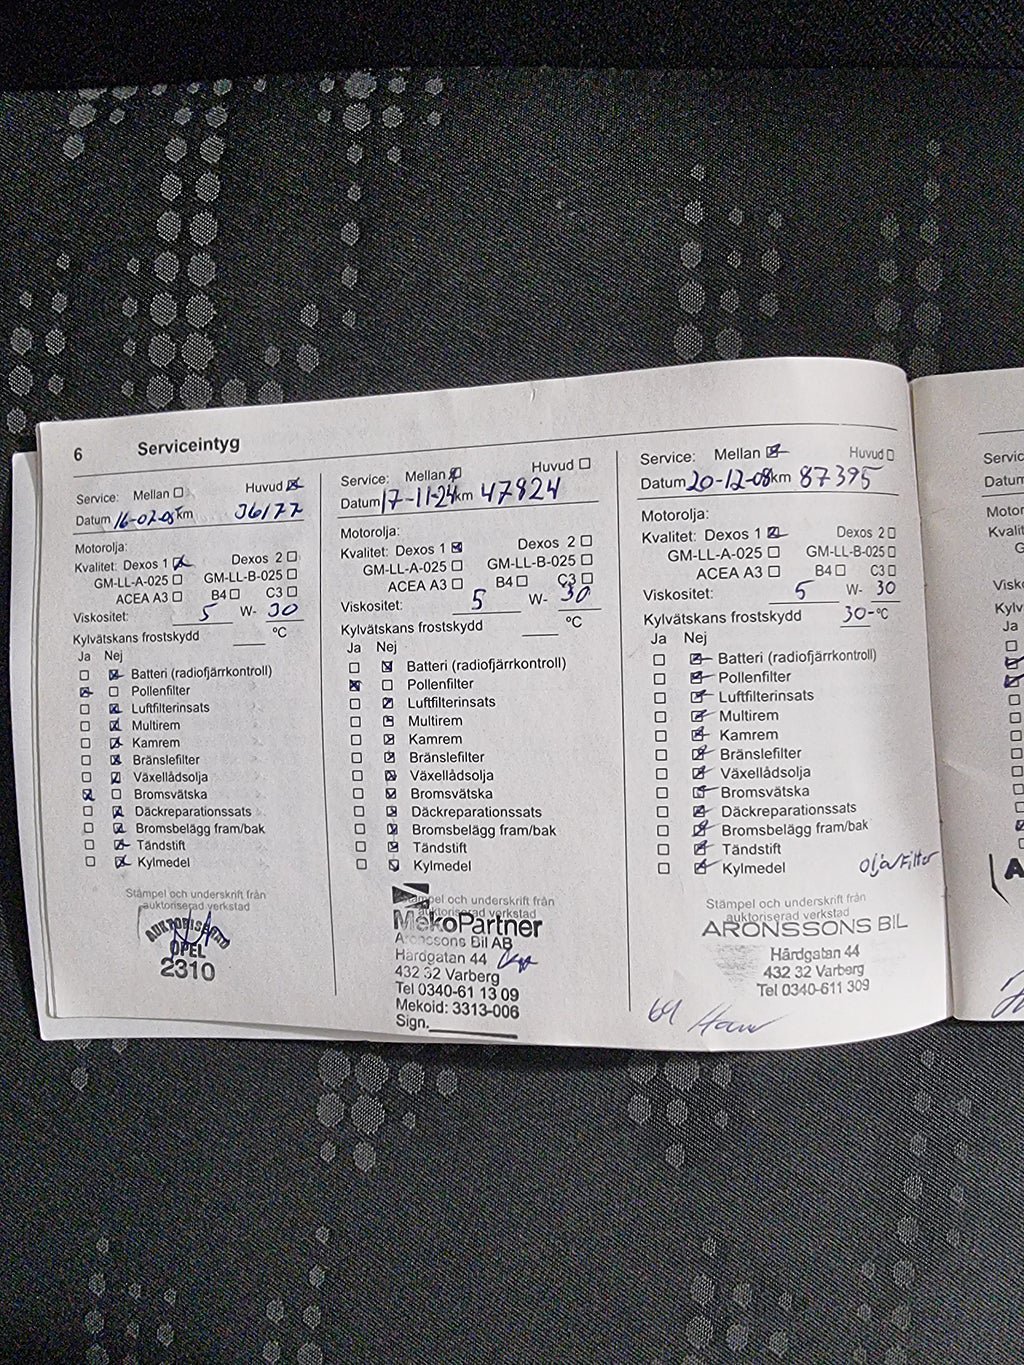 6 Serviceintyg
Service: Mellan Huvud
Datum 16-02-05 km 36177
Motorolja:
Kvalitet: Dexos 1 Dexos 2
GM-LL-A-025 GM-LL-B-025
ACEA A3 B4 C3
Viskositet: 5 W- 30
Kylvätskans frostskydd °C
Ja Nej
Batteri (radiofjärrkontroll)
Pollenfilter
Luftfilterinsats
Multirem
Kamrem
Bränslefilter
Växellådsolja
Bromsvätska
Däckreparationssats
Bromsbelägg fram/bak
Tändstift
Kylmedel
Stämpel och underskrift från
auktoriserad verkstad
AUKTORISERAD
OPEL
2310
Service: Mellan Huvud
Datum 17-11-24 km 47824
Motorolja:
Kvalitet: Dexos 1 Dexos 2
GM-LL-A-025 GM-LL-B-025
ACEA A3 B4 C3
Viskositet: 5 W- 30
Kylvätskans frostskydd °C
Ja Nej
Batteri (radiofjärrkontroll)
Pollenfilter
Luftfilterinsats
Multirem
Kamrem
Bränslefilter
Växellådsolja
Bromsvätska
Däckreparationssats
Bromsbelägg fram/bak
Tändstift
Kylmedel
Stämpel och underskrift från
auktoriserad verkstad
MekoPartner
Aronssons Bil AB
Hårdgatan 44
432 32 Varberg
Tel 0340-61 13 09
Mekoid: 3313-006
Sign.
Service: Mellan Huvud
Datum 20-12-08 km 87395
Motorolja:
Kvalitet: Dexos 1 Dexos 2
GM-LL-A-025 GM-LL-B-025
ACEA A3 B4 C3
Viskositet: 5 W- 30
Kylvätskans frostskydd 30-°C
Ja Nej
Batteri (radiofjärrkontroll)
Pollenfilter
Luftfilterinsats
Multirem
Kamrem
Bränslefilter
Växellådsolja
Bromsvätska
Däckreparationssats
Bromsbelägg fram/bak
Tändstift
Kylmedel
Olja/Filter
Stämpel och underskrift från
auktoriserad verkstad
ARONSSONS BIL
Hårdgatan 44
432 32 Varberg
Tel 0340-611 309